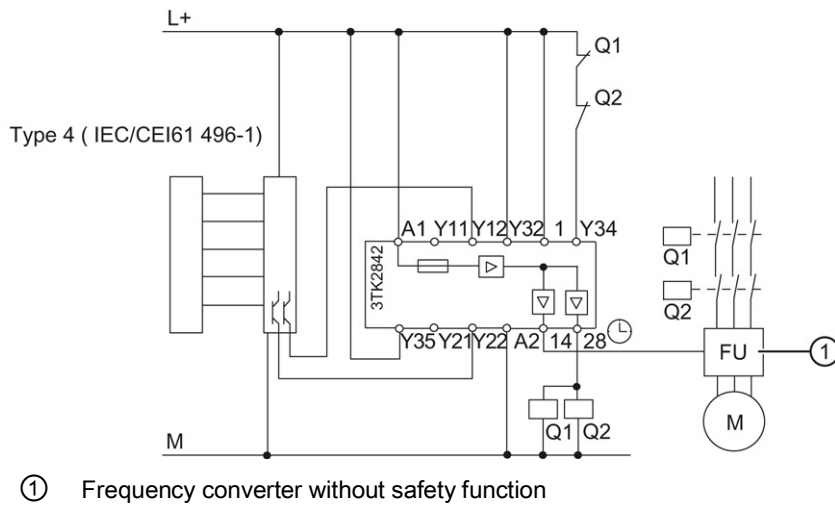 L+
Q1
Q2
Type 4 ( IEC/CEI61 496-1)
A1 Y11 Y12 Y32 1 Y34
3TK2842
Q1
Q2
Y35 Y21 Y22 A2 14 28
FU
1
Q1 Q2
M
M
1 Frequency converter without safety function